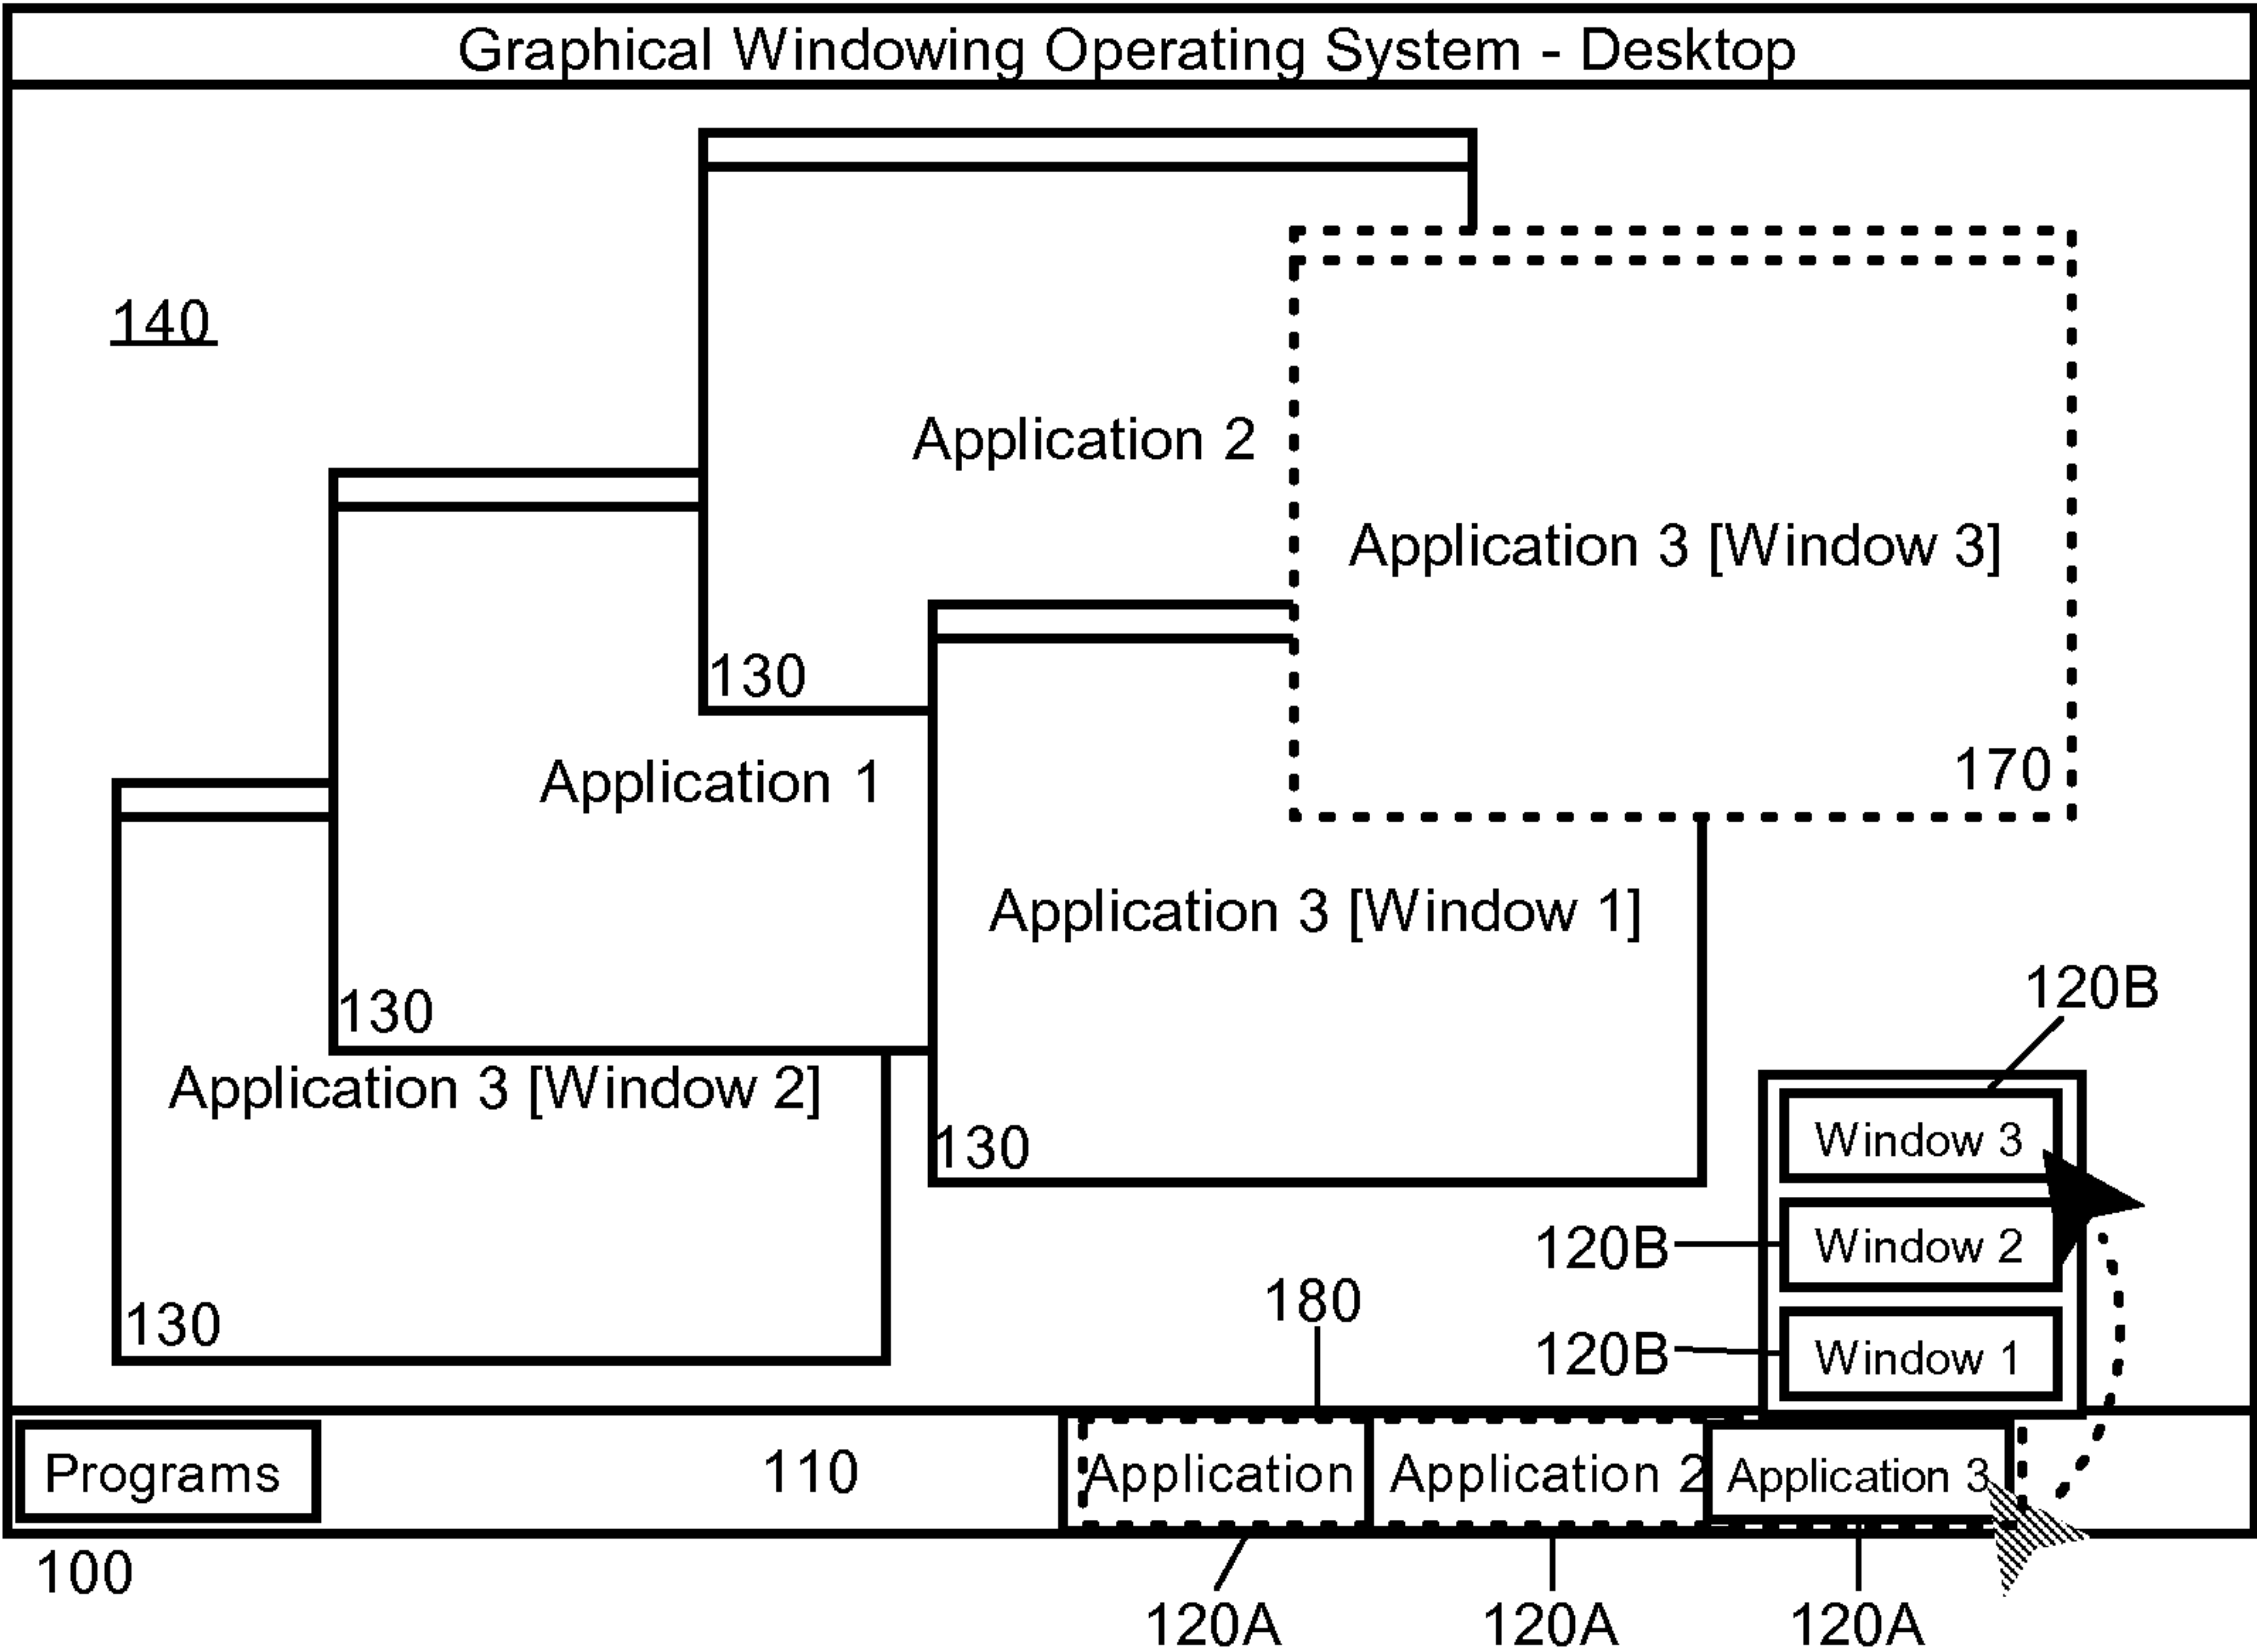 Graphical Windowing Operating System - Desktop
140
Application 2
Application 3 [Window 3]
130
170
Application 1
Application 3 [Window 1]
120B
130
Application 3 [Window 2]
Window 3
130
120B
Window 2
180
130
120B
Window 1
Programs
110
Application
Application 2
Application 3
100
120A
120A
120A